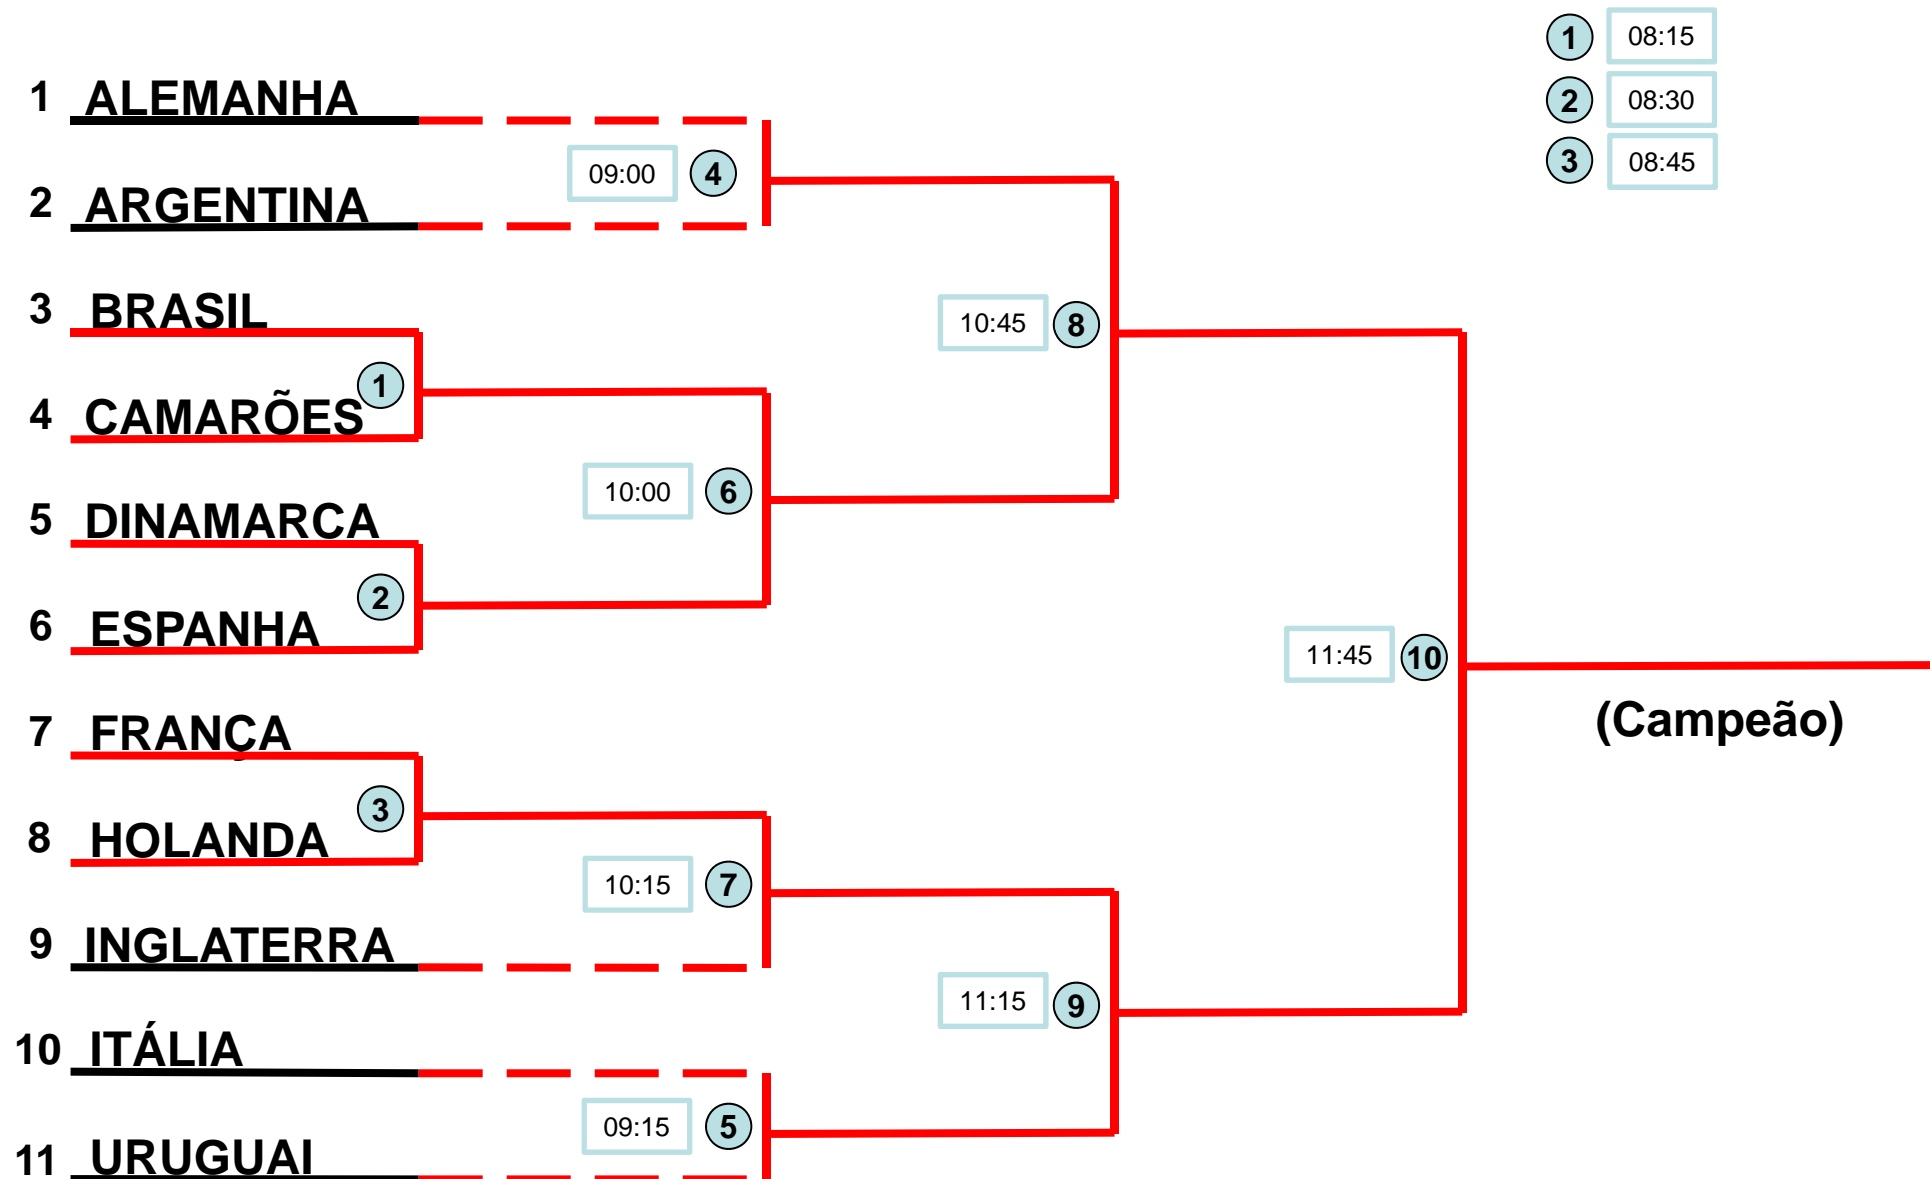 1 08:15
1 ALEMANHA
2 08:30
09:00 4
3 08:45
2 ARGENTINA
3 BRASIL
10:45 8
1
4 CAMARÕES
10:00 6
5 DINAMARCA
2
6 ESPANHA
11:45 10
(Campeão)
7 FRANÇA
3
8 HOLANDA
10:15 7
9 INGLATERRA
11:15 9
10 ITÁLIA
09:15 5
11 URUGUAI